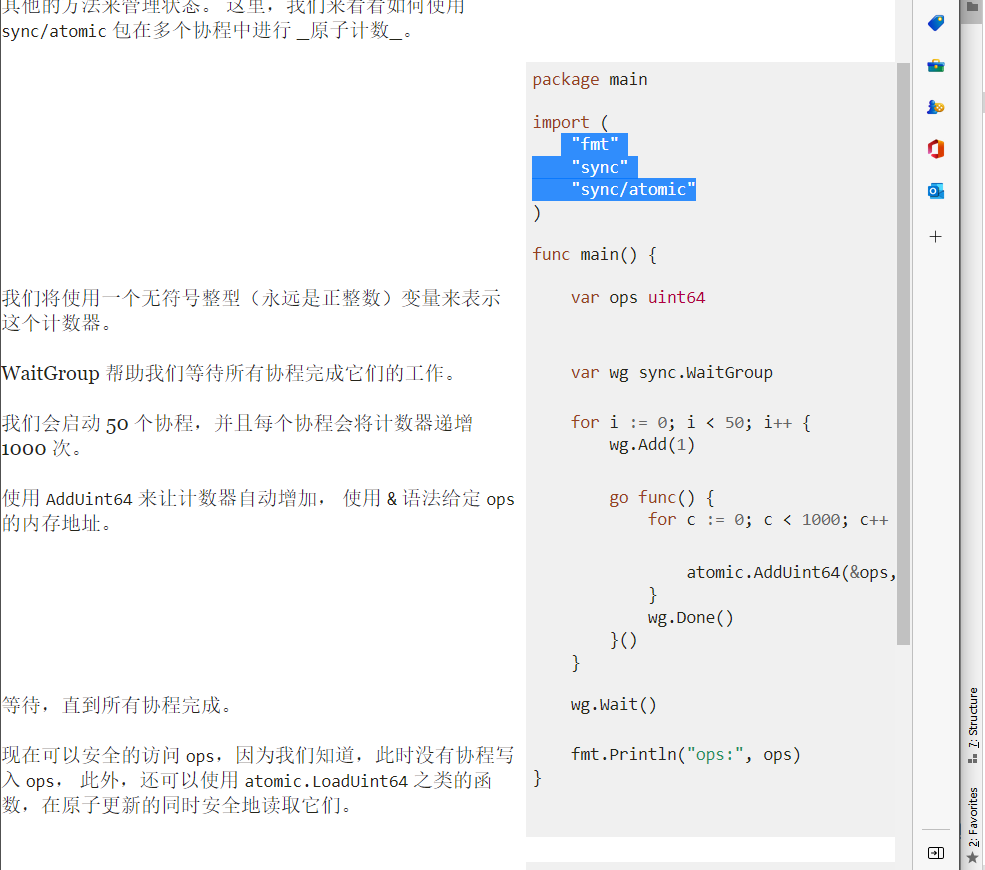 其他的方法来管理状态。 这里，我们来看看如何使用
sync/atomic 包在多个协程中进行 _原子计数_。
package main
import (
"fmt"
"sync"
"sync/atomic"
)
func main() {
我们将使用一个无符号整型（永远是正整数）变量来表示
这个计数器。
var ops uint64
WaitGroup 帮助我们等待所有协程完成它们的工作。
var wg sync.WaitGroup
我们会启动 50 个协程，并且每个协程会将计数器递增
1000 次。
for i := 0; i < 50; i++ {
wg.Add(1)
使用 AddUint64 来让计数器自动增加， 使用 & 语法给定 ops
的内存地址。
go func() {
for c := 0; c < 1000; c++
atomic.AddUint64(&ops,
}
wg.Done()
}()
}
等待，直到所有协程完成。
wg.Wait()
现在可以安全的访问 ops，因为我们知道，此时没有协程写
入 ops， 此外，还可以使用 atomic.LoadUint64 之类的函
数，在原子更新的同时安全地读取它们。
fmt.Println("ops:", ops)
}
7: Structure
2: Favorites